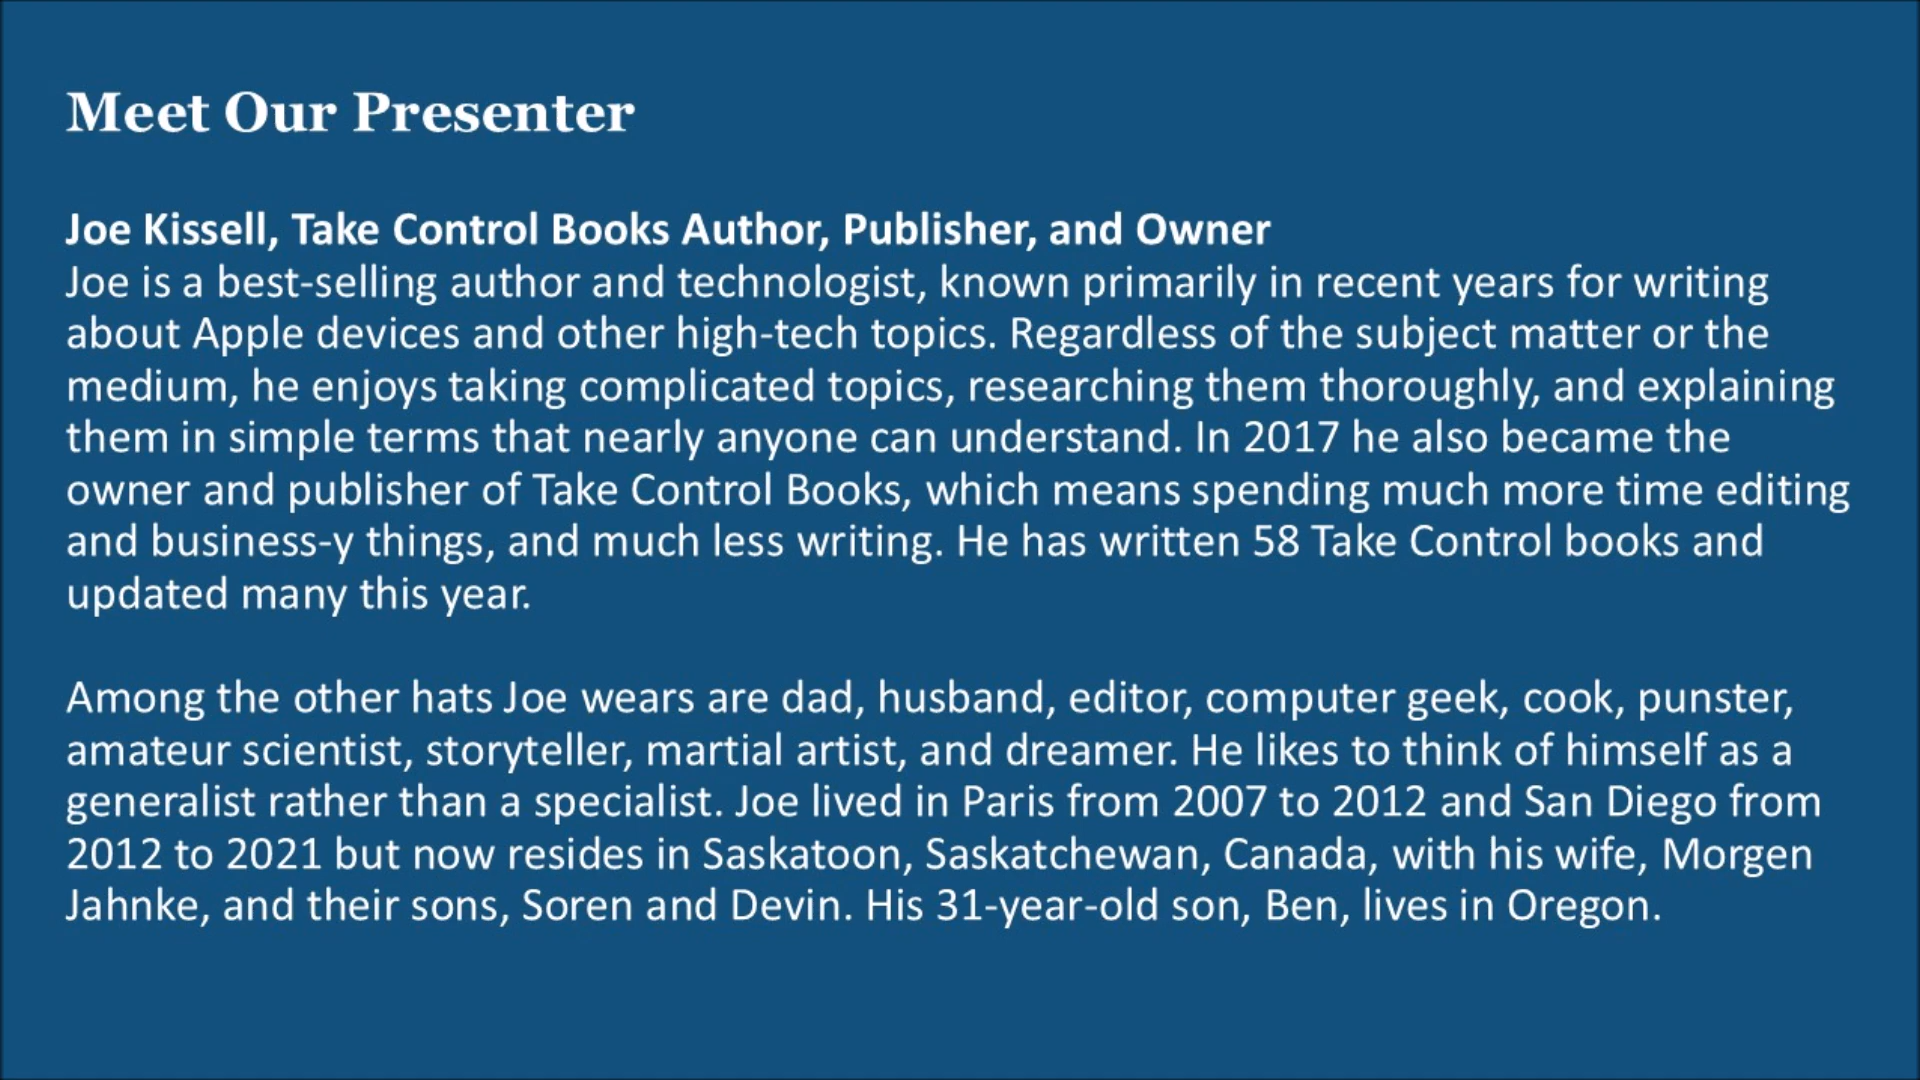 Meet Our Presenter
Joe Kissell, Take Control Books Author, Publisher, and Owner
Joe is a best-selling author and technologist, known primarily in recent years for writing
about Apple devices and other high-tech topics. Regardless of the subject matter or the
medium, he enjoys taking complicated topics, researching them thoroughly, and explaining
them in simple terms that nearly anyone can understand. In 2017 he also became the
owner and publisher of Take Control Books, which means spending much more time editing
and business-y things, and much less writing. He has written 58 Take Control books and
updated many this year.
Among the other hats Joe wears are dad, husband, editor, computer geek, cook, punster,
amateur scientist, storyteller, martial artist, and dreamer. He likes to think of himself as a
generalist rather than a specialist. Joe lived in Paris from 2007 to 2012 and San Diego from
2012 to 2021 but now resides in Saskatoon, Saskatchewan, Canada, with his wife, Morgen
Jahnke, and their sons, Soren and Devin. His 31-year-old son, Ben, lives in Oregon.